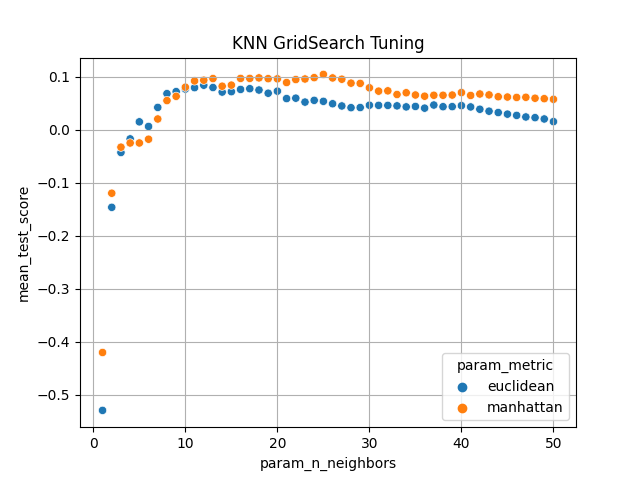 KNN GridSearch Tuning
mean_test_score
0.1
0.0
−0.1
−0.2
−0.3
−0.4
−0.5
0 10 20 30 40 50
param_n_neighbors
param_metric
euclidean
manhattan